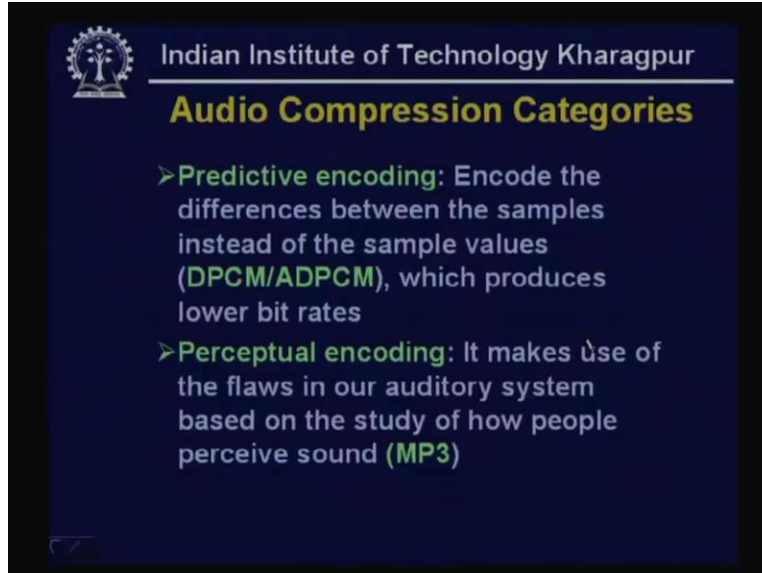 Indian Institute of Technology Kharagpur
Audio Compression Categories
➢Predictive encoding: Encode the
differences between the samples
instead of the sample values
(DPCM/ADPCM), which produces
lower bit rates
➢Perceptual encoding: It makes use of
the flaws in our auditory system
based on the study of how people
perceive sound (MP3)